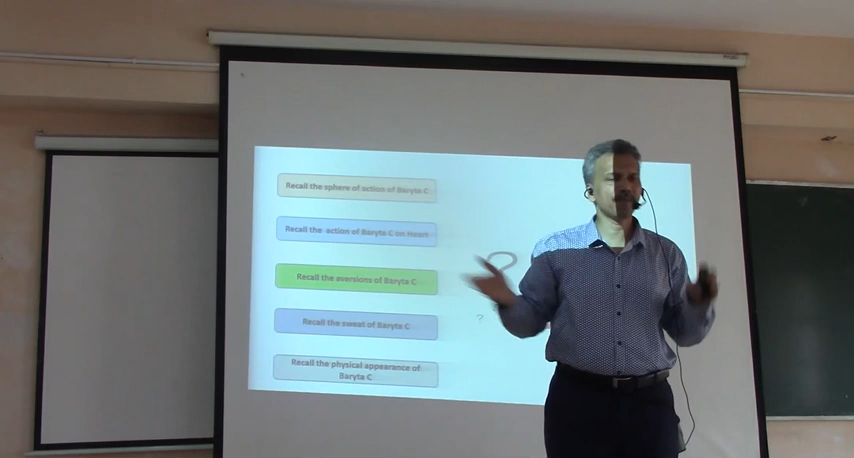 Recall the sphere of action of Baryta C
Recall the action of Baryta C on Heart
Recall the aversions of Baryta C
?
Recall the sweat of Baryta C
?
Recall the physical appearance of
Baryta C